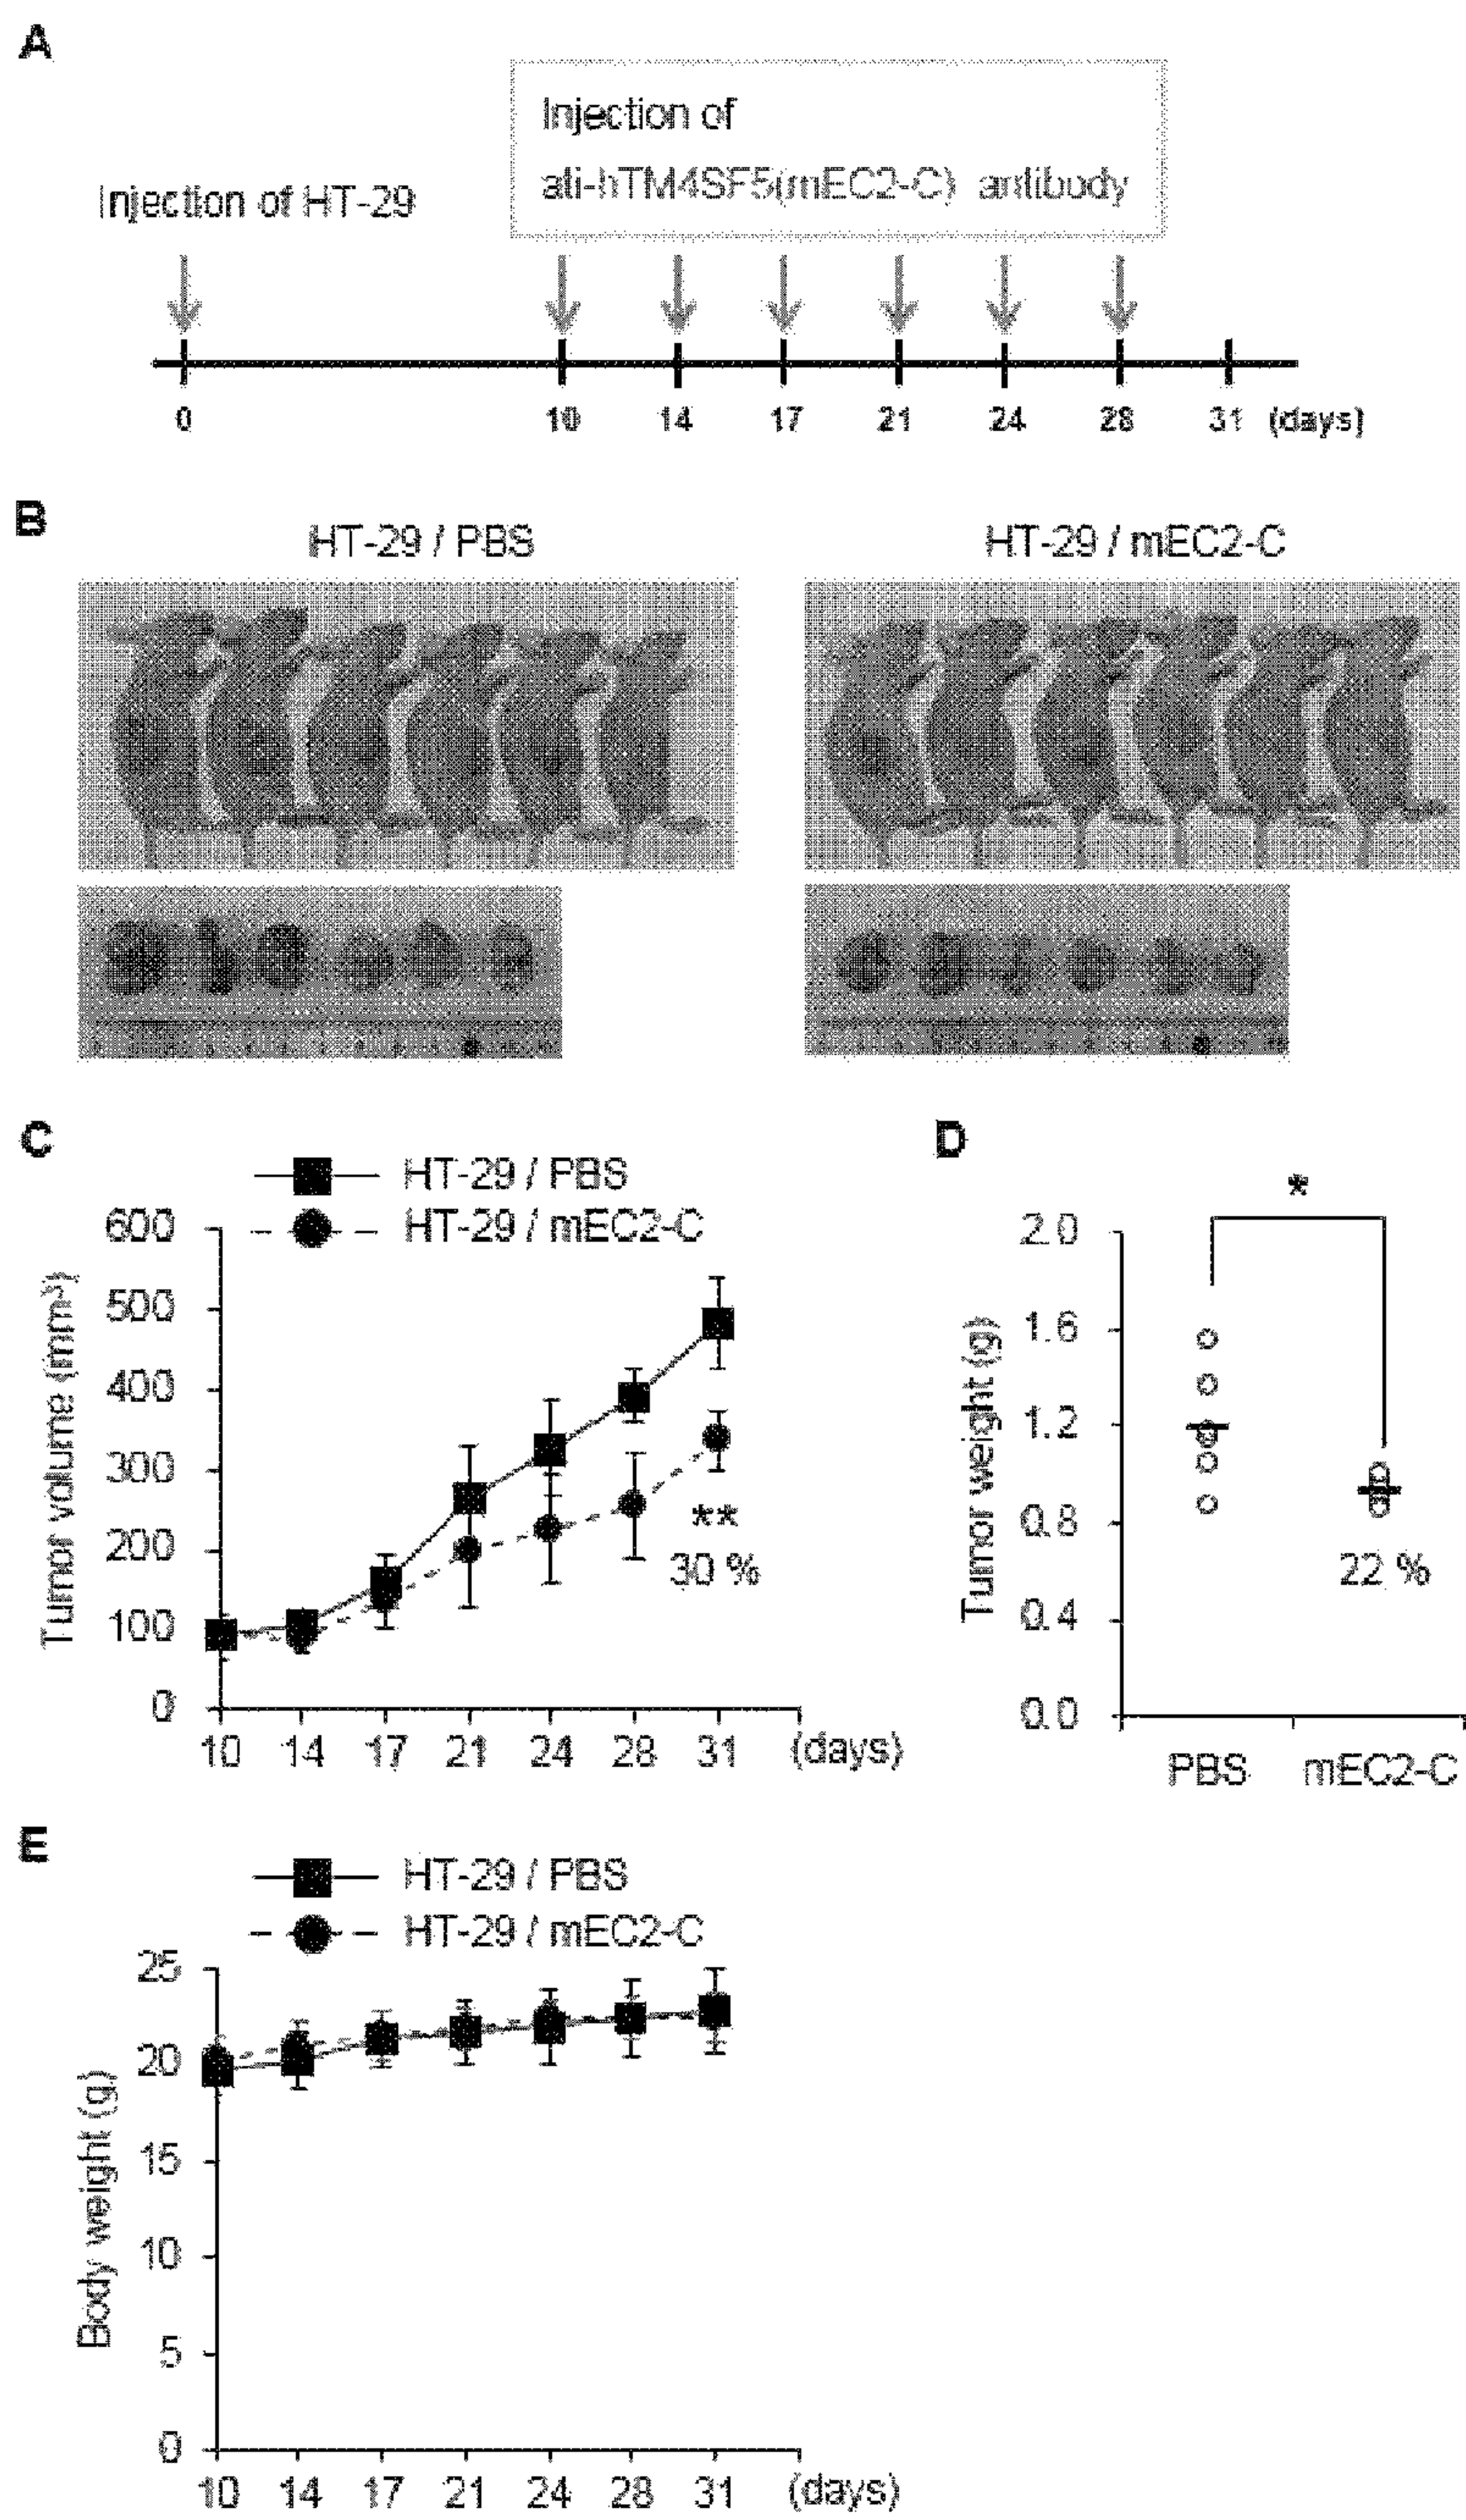 A
Injection of
ati-hTM4SF5(mEC2-C) antibody
Injection of HT-29
0 10 14 17 21 24 28 31 (days)
B
HT-29 / PBS
HT-29 / mEC2-C
C
HT-29 / PBS
HT-29 / mEC2-C
Tumor volume (mm³)
600
500
400
300
200
100
0
**
30 %
10 14 17 21 24 28 31 (days)
D
*
Tumor weight (g)
2.0
1.6
1.2
0.8
0.4
0.0
22 %
PBS mEC2-C
E
HT-29 / PBS
HT-29 / mEC2-C
Body weight (g)
25
20
15
10
5
0
10 14 17 21 24 28 31 (days)